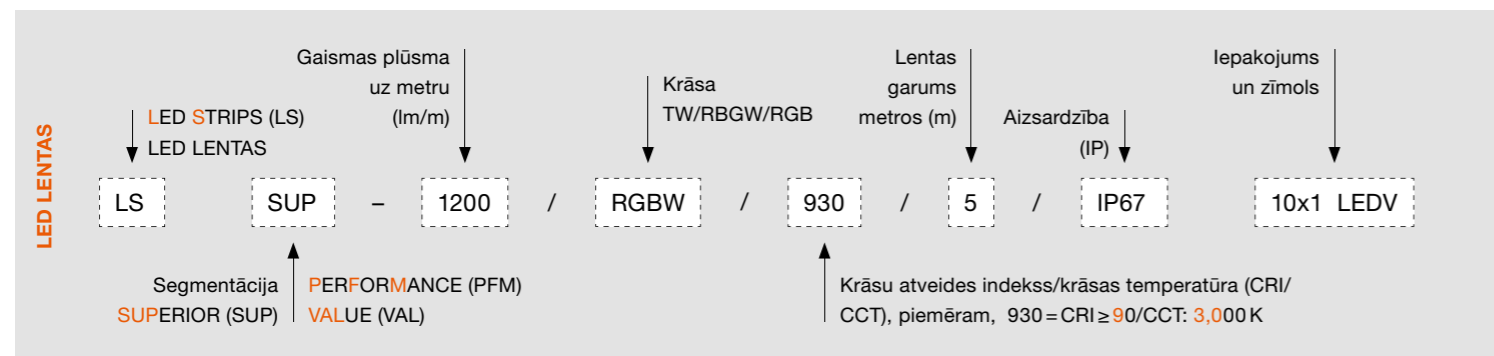 LED LENTAS
LED STRIPS (LS)
LED LENTAS
Gaismas plūsma
uz metru
(lm/m)
Krāsa
TW/RBGW/RGB
Lentas
garums
metros (m)
Aizsardzība
(IP)
Iepakojums
un zīmols
LS SUP – 1200 / RGBW / 930 / 5 / IP67 10x1 LEDV
Segmentācija
SUPERIOR (SUP)
PERFORMANCE (PFM)
VALUE (VAL)
Krāsu atveides indekss/krāsas temperatūra (CRI/
CCT), piemēram, 930 = CRI ≥ 90/CCT: 3,000 K